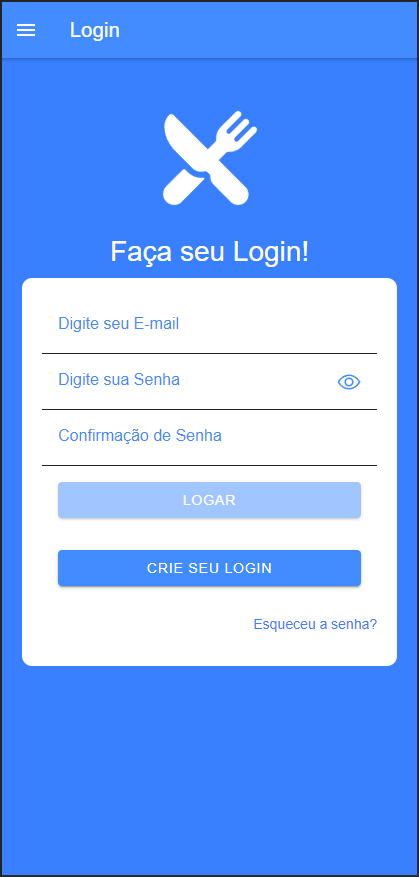 Login
Faça seu Login!
Digite seu E-mail
Digite sua Senha
Confirmação de Senha
LOGAR
CRIE SEU LOGIN
Esqueceu a senha?